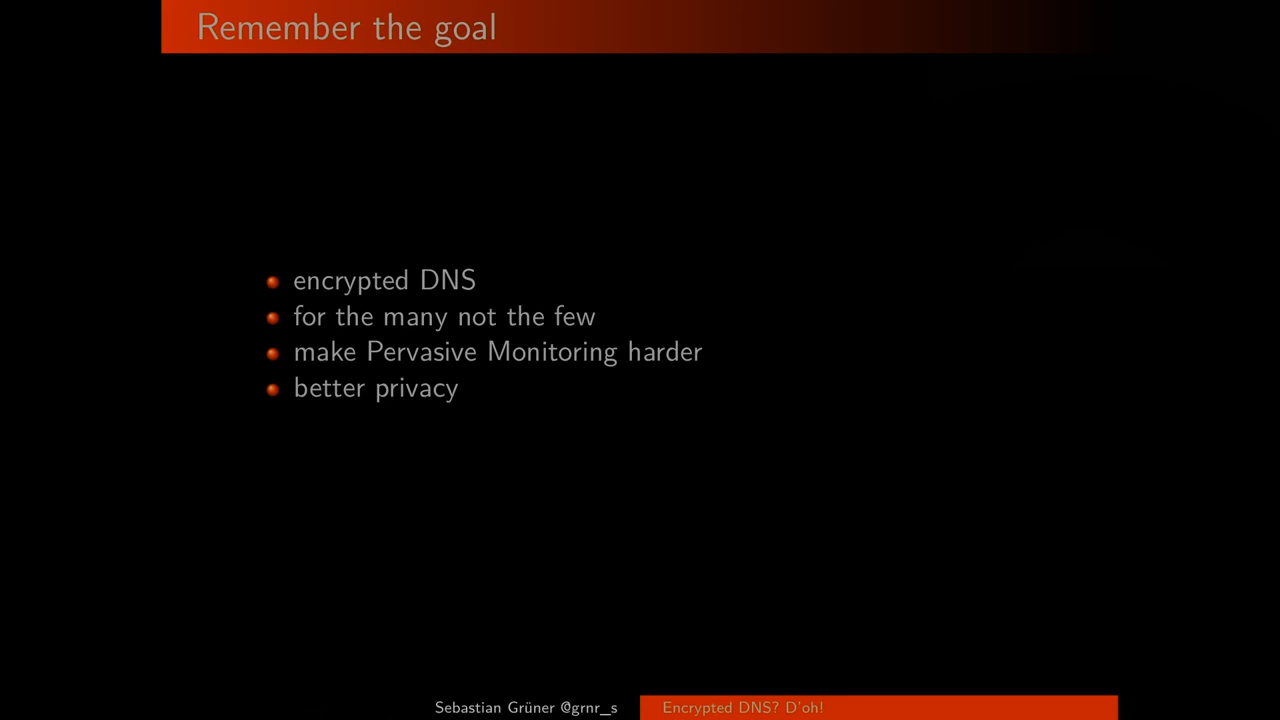 Remember the goal
encrypted DNS
for the many not the few
make Pervasive Monitoring harder
better privacy
Sebastian Grüner @grnr_s
Encrypted DNS? D'oh!